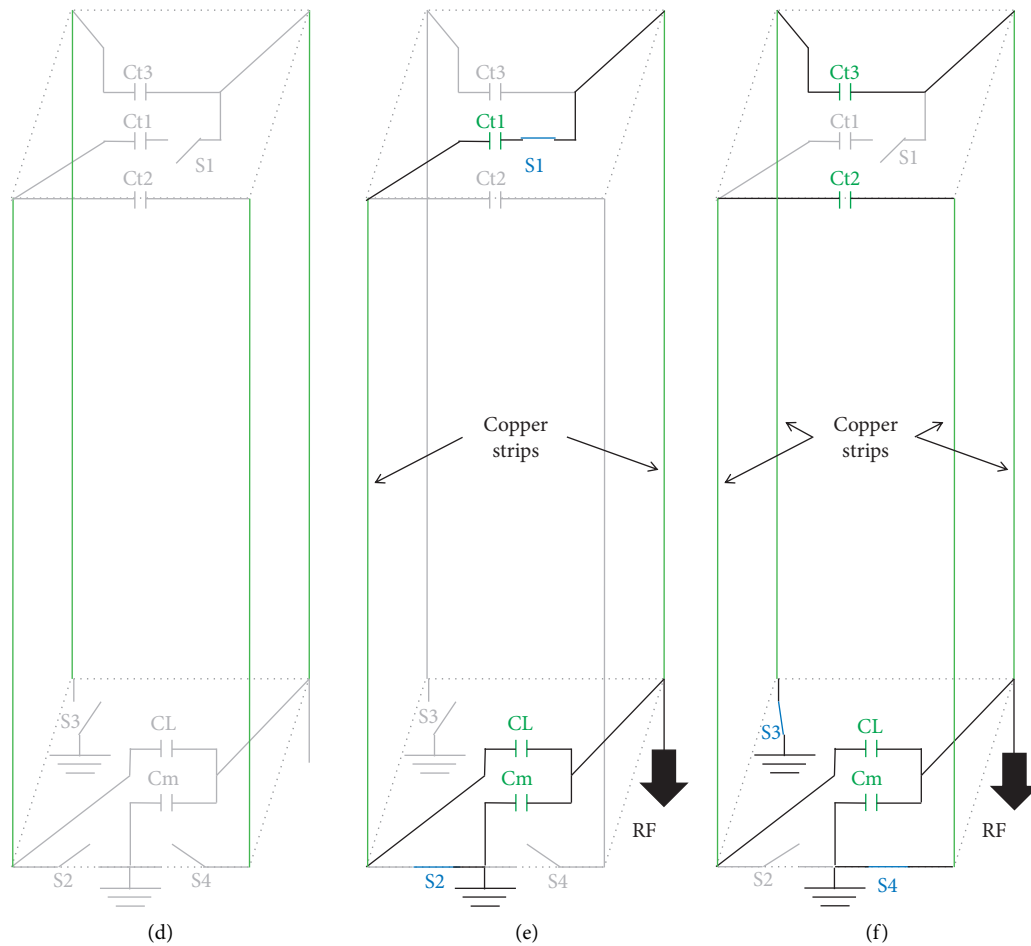 Ct3
Ct1
S1
Ct2
S3
CL
Cm
S2
S4
(d)
Ct3
Ct1
S1
Ct2
Copper
strips
S3
CL
Cm
RF
S2
S4
(e)
Ct3
Ct1
S1
Ct2
Copper
strips
S3
CL
Cm
RF
S2
S4
(f)